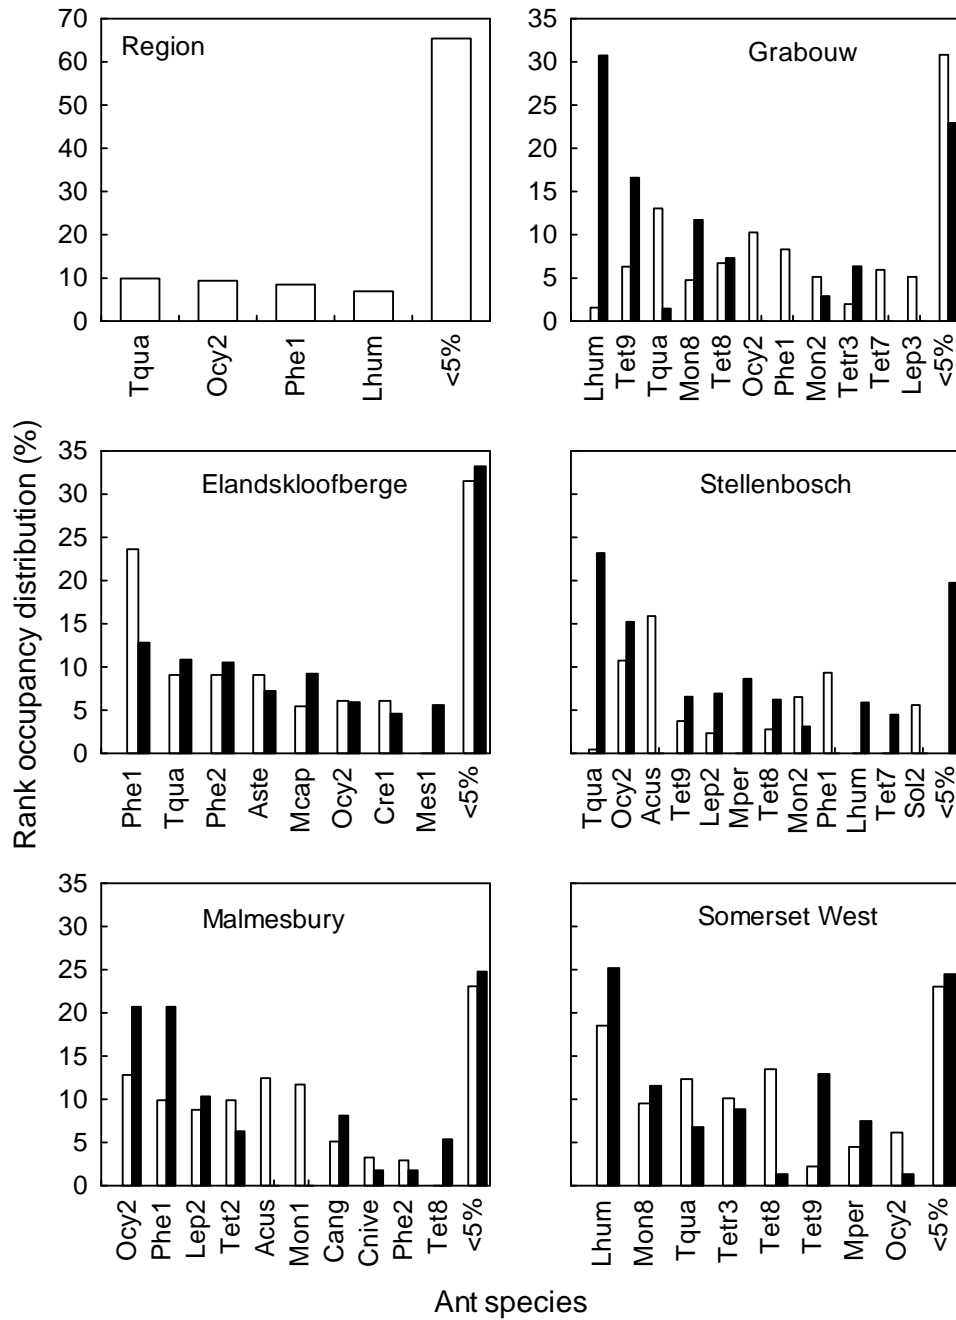 Region
70
60
50
40
30
20
10
0
Tqua Ocy2 Phe1 Lhum <5%
Grabouw
35
30
25
20
15
10
5
0
Lhum Tet9 Tqua Mon8 Tet8 Ocy2 Phe1 Mon2 Tetr3 Tet7 Lep3 <5%
Rank occupancy distribution (%)
Elandskloofberge
35
30
25
20
15
10
5
0
Phe1 Tqua Phe2 Aste Mcap Ocy2 Cre1 Mes1 <5%
Stellenbosch
Tqua Ocy2 Acus Tet9 Lep2 Mper Tet8 Mon2 Phe1 Lhum Tet7 Sol2 <5%
Malmesbury
35
30
25
20
15
10
5
0
Ocy2 Phe1 Lep2 Tet2 Acus Mon1 Cang Cnive Phe2 Tet8 <5%
Somerset West
Lhum Mon8 Tqua Tetr3 Tet8 Tet9 Mper Ocy2 <5%
Ant species